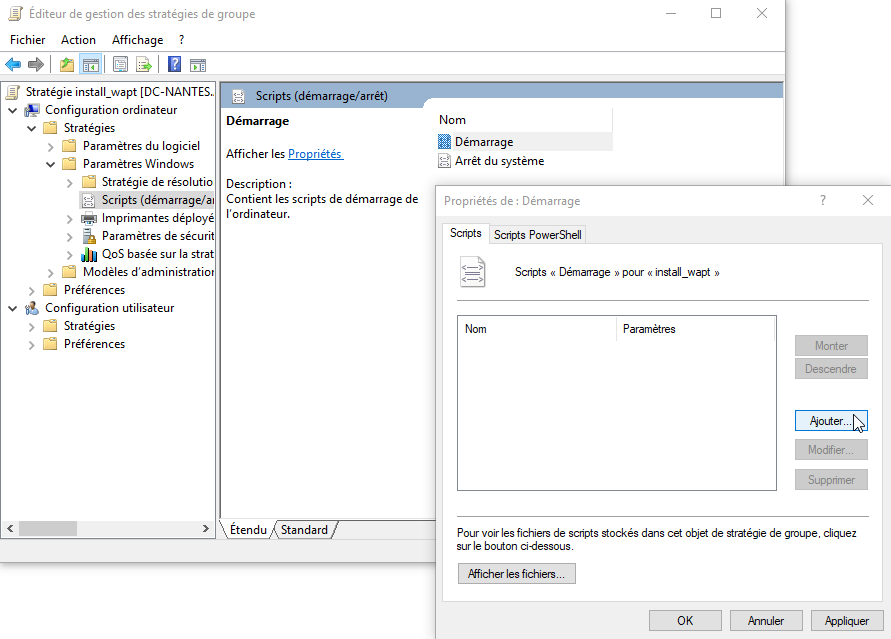 Éditeur de gestion des stratégies de groupe
Fichier Action Affichage ?
Stratégie install_wapt [DC-NANTES.
Configuration ordinateur
Stratégies
Paramètres du logiciel
Paramètres Windows
Stratégie de résolutio
Scripts (démarrage/ar
Imprimantes déployé
Paramètres de sécurit
QoS basée sur la strat
Modèles d'administration
Préférences
Configuration utilisateur
Stratégies
Préférences
Scripts (démarrage/arrêt)
Démarrage
Afficher les Propriétés
Description :
Contient les scripts de démarrage de
l'ordinateur.
Nom
Démarrage
Arrêt du système
Étendu Standard
Propriétés de : Démarrage
?
Scripts Scripts PowerShell
Scripts « Démarrage » pour « install_wapt »
Nom Paramètres
Monter
Descendre
Ajouter...
Modifier...
Supprimer
Pour voir les fichiers de scripts stockés dans cet objet de stratégie de groupe, cliquez
sur le bouton ci-dessous.
Afficher les fichiers...
OK Annuler Appliquer